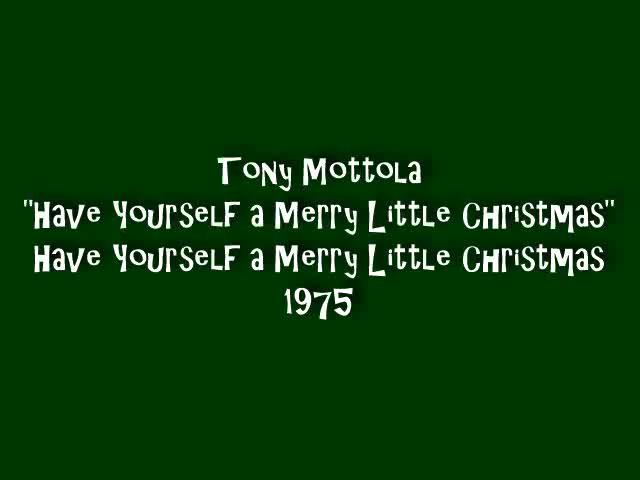 Tony Mottola
"Have Yourself a Merry Little Christmas"
Have Yourself a Merry Little Christmas
1975